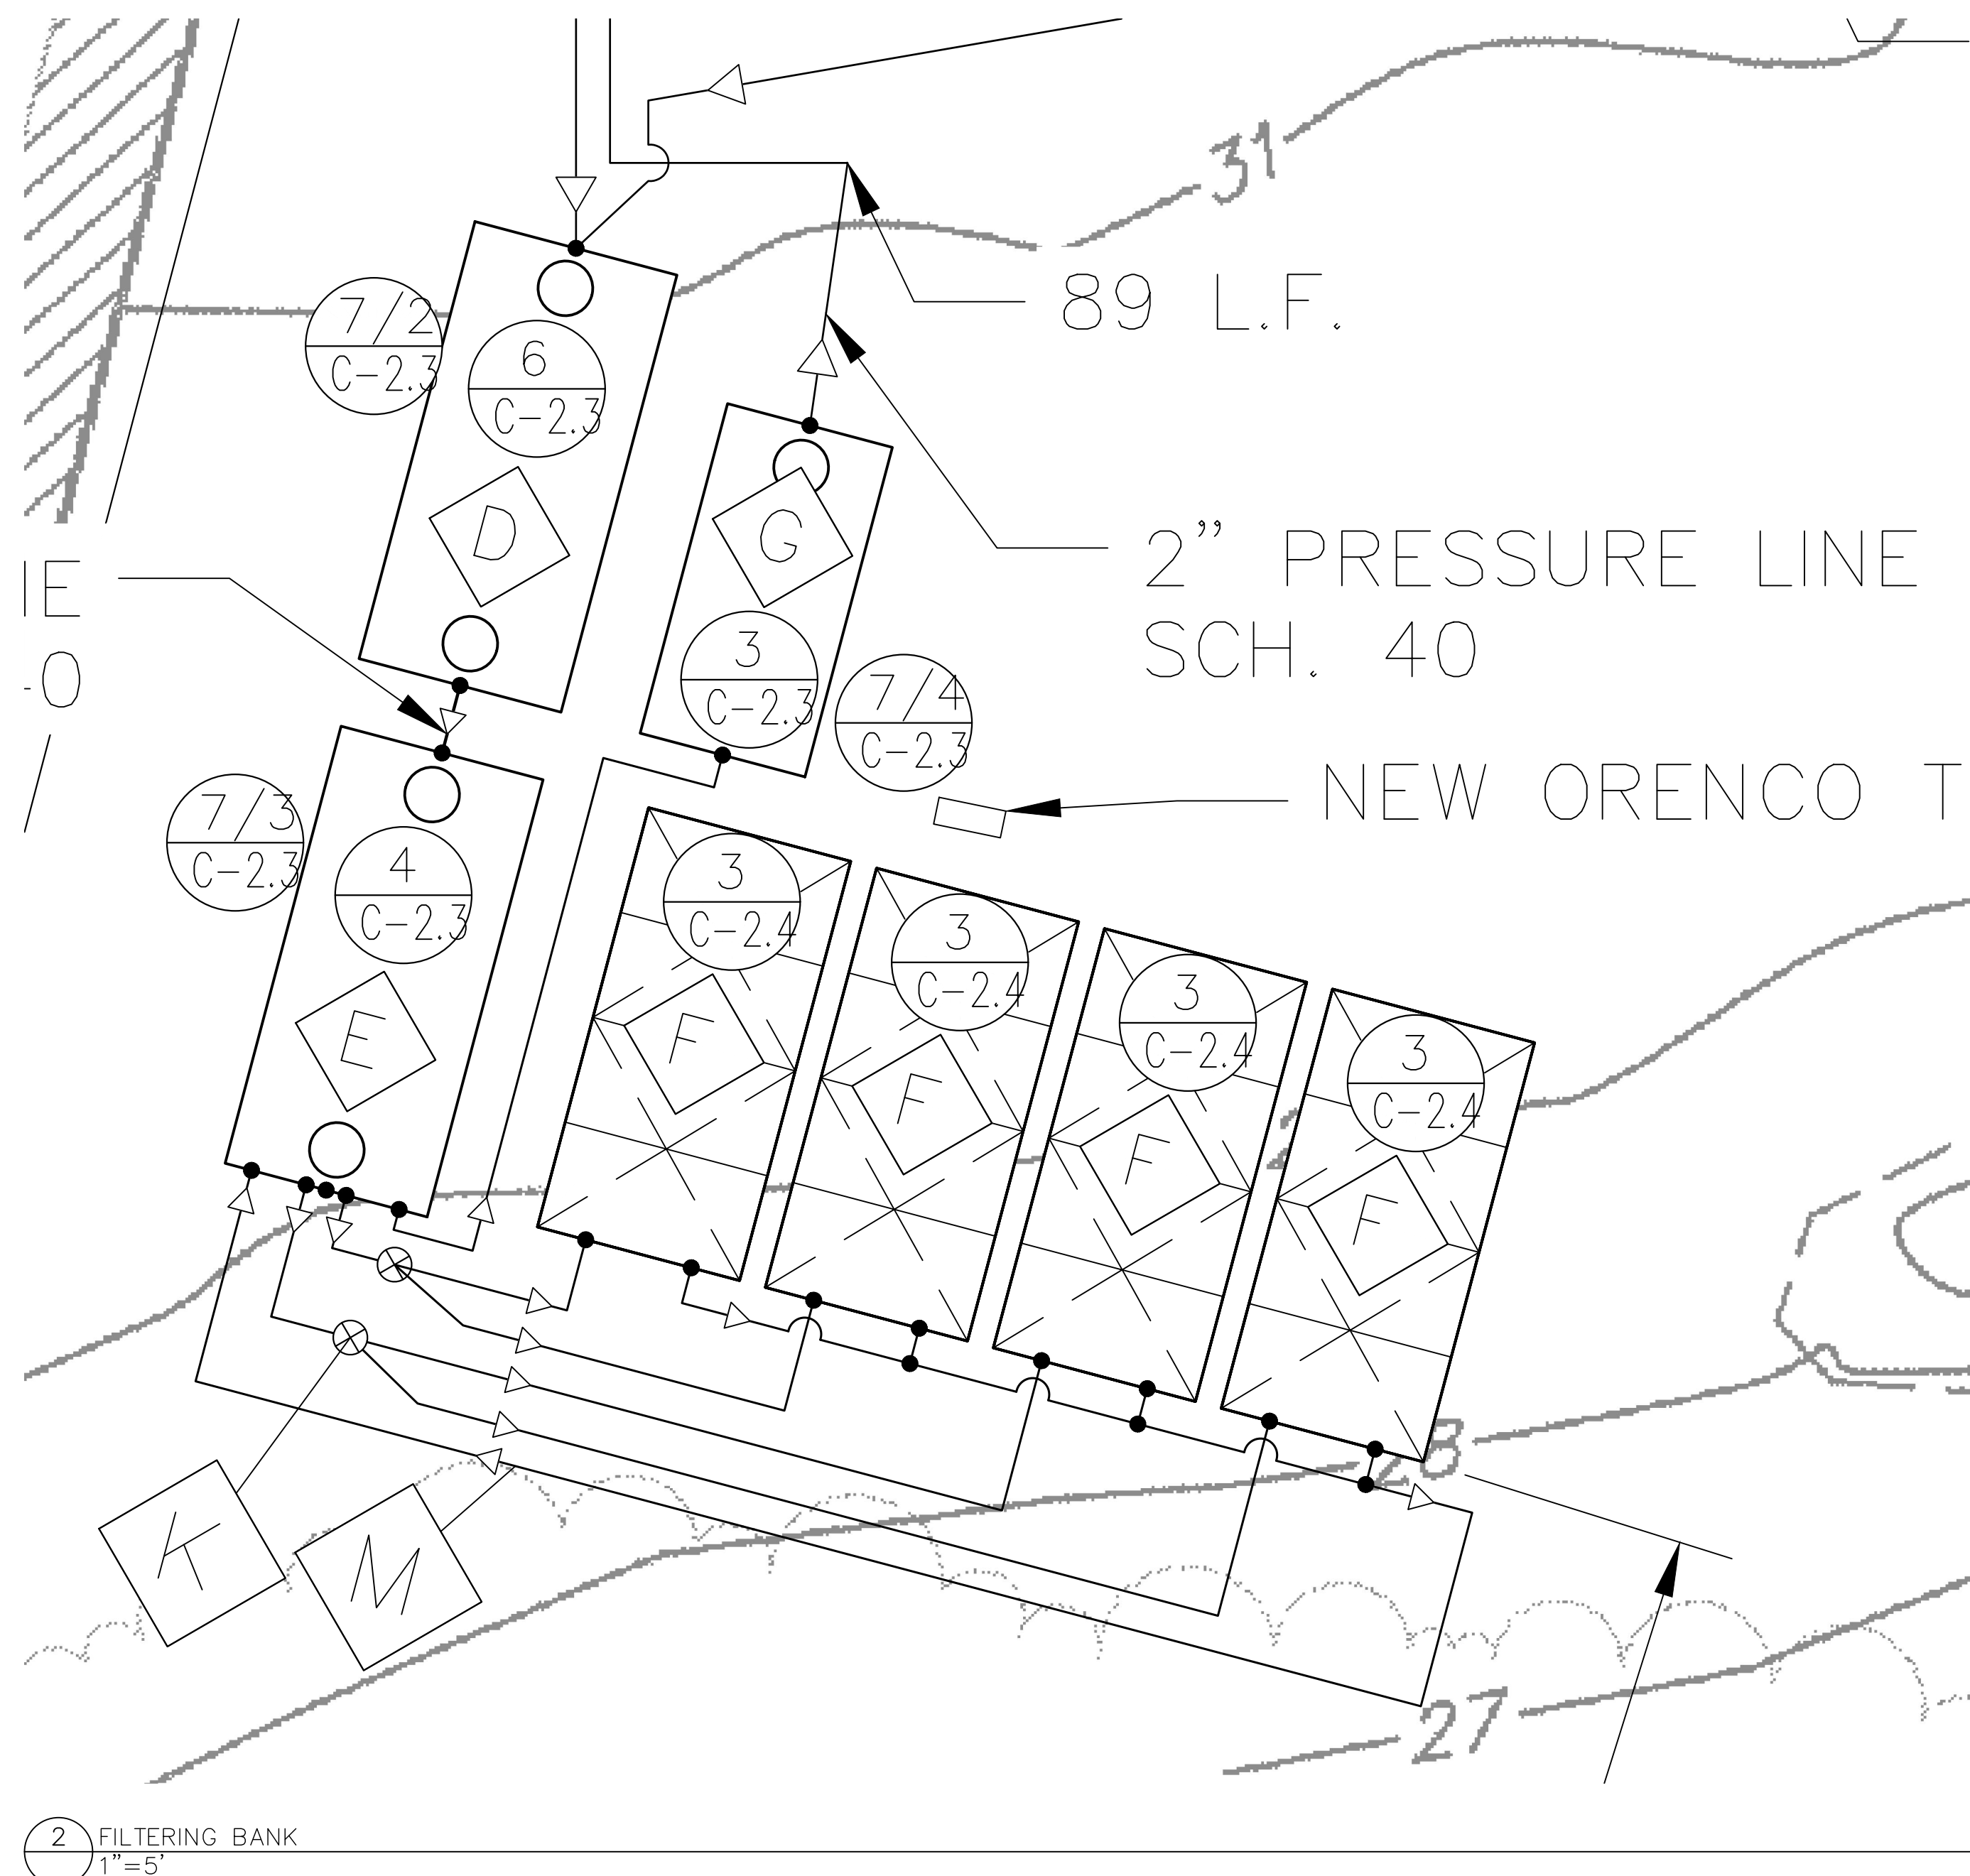 31
89 L.F.
7/2
C-2.3
6
C-2.3
D
G
2" PRESSURE LINE
SCH. 40
IE
-0
3
C-2.3
7/4
C-2.3
NEW ORENCO T
7/3
C-2.3
4
C-2.3
E
3
C-2.4
F
3
C-2.4
F
3
C-2.4
F
3
C-2.4
F
28
K
M
27
2
FILTERING BANK
1"=5'